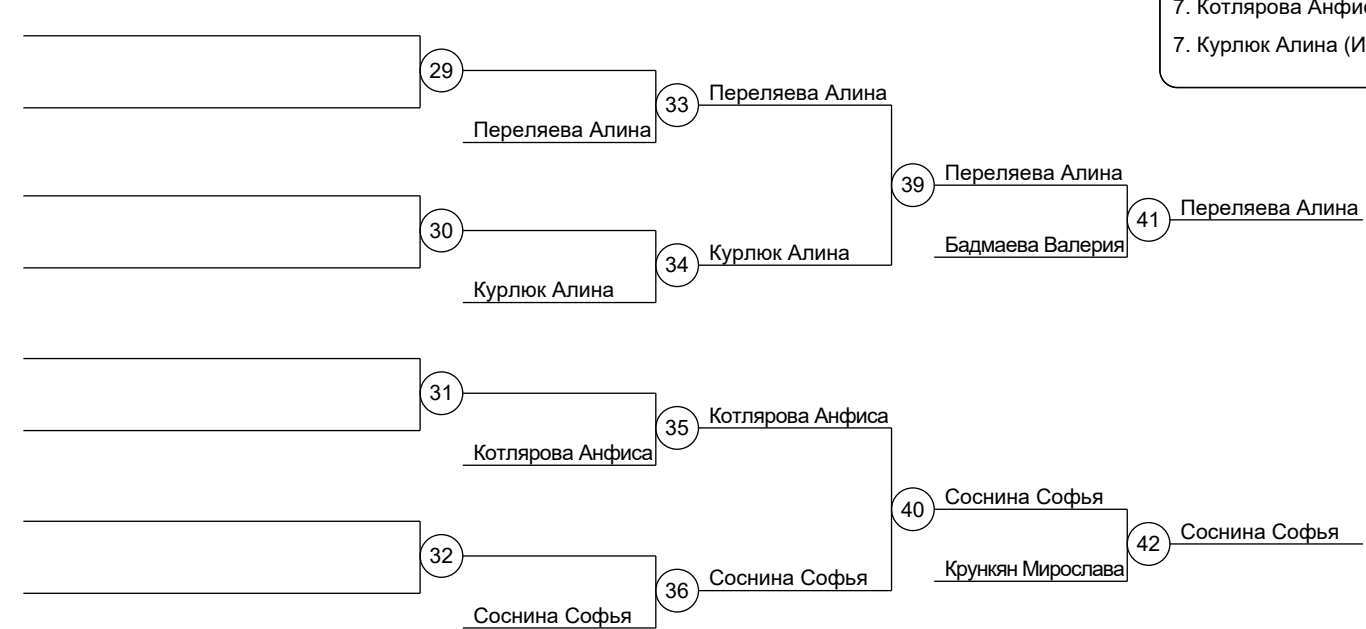 7. Котлярова Анфис
7. Курлюк Алина (И
29
33
Переляева Алина
Переляева Алина
39
Переляева Алина
41
Переляева Алина
30
34
Курлюк Алина
Бадмаева Валерия
Курлюк Алина
31
35
Котлярова Анфиса
Котлярова Анфиса
40
Соснина Софья
42
Соснина Софья
32
36
Соснина Софья
Крункян Мирослава
Соснина Софья